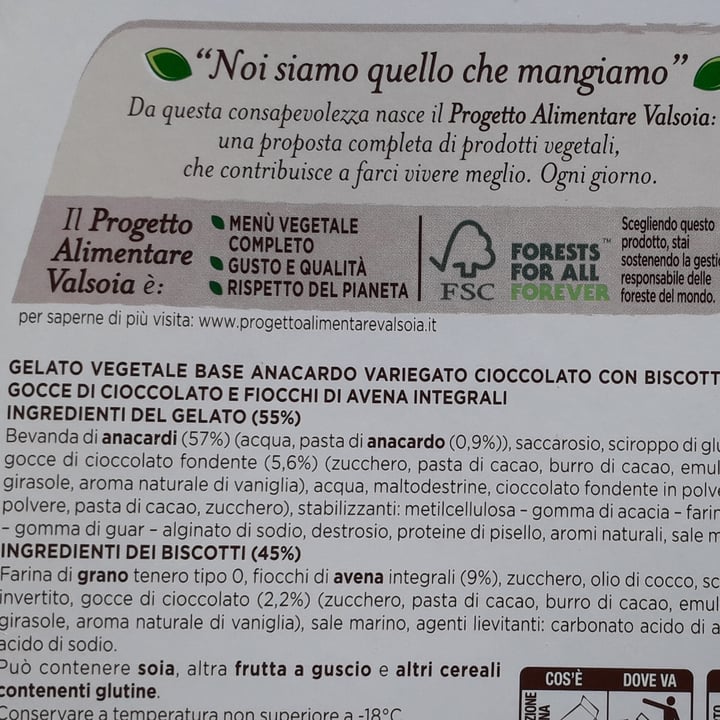 “Noi siamo quello che mangiamo”
Da questa consapevolezza nasce il Progetto Alimentare Valsoia:
una proposta completa di prodotti vegetali,
che contribuisce a farci vivere meglio. Ogni giorno.
Il Progetto
Alimentare
Valsoia è:
MENÙ VEGETALE
COMPLETO
GUSTO E QUALITÀ
RISPETTO DEL PIANETA
FSC
FORESTS™
FOR ALL
FOREVER
Scegliendo questo
prodotto, stai
sostenendo la
responsabile delle
foreste del mondo.
per saperne di più visita: www.progettoalimentarevalsoia.it
GELATO VEGETALE BASE ANACARDO VARIEGATO CIOCCOLATO CON
GOCCE DI CIOCCOLATO E FIOCCHI DI AVENA INTEGRALI
INGREDIENTI DEL GELATO (55%)
Bevanda di anacardi (57%) (acqua, pasta di anacardo (0,9%)), saccarosio, sciroppo di
gocce di cioccolato fondente (5,6%) (zucchero, pasta di cacao, burro di cacao,
girasole, aroma naturale di vaniglia), acqua, maltodestrine, cioccolato fondente in
polvere, pasta di cacao, zucchero), stabilizzanti: metilcellulosa – gomma di acacia –
– gomma di guar – alginato di sodio, destrosio, proteine di pisello, aromi naturali, sale
INGREDIENTI DEI BISCOTTI (45%)
Farina di grano tenero tipo 0, fiocchi di avena integrali (9%), zucchero, olio di cocco,
invertito, gocce di cioccolato (2,2%) (zucchero, pasta di cacao, burro di cacao,
girasole, aroma naturale di vaniglia), sale marino, agenti lievitanti: carbonato acido di
acido di sodio.
Può contenere soia, altra frutta a guscio e altri cereali
contenenti glutine.
Conservare a temperatura non superiore a -18°C
COS'È
DOVE VA